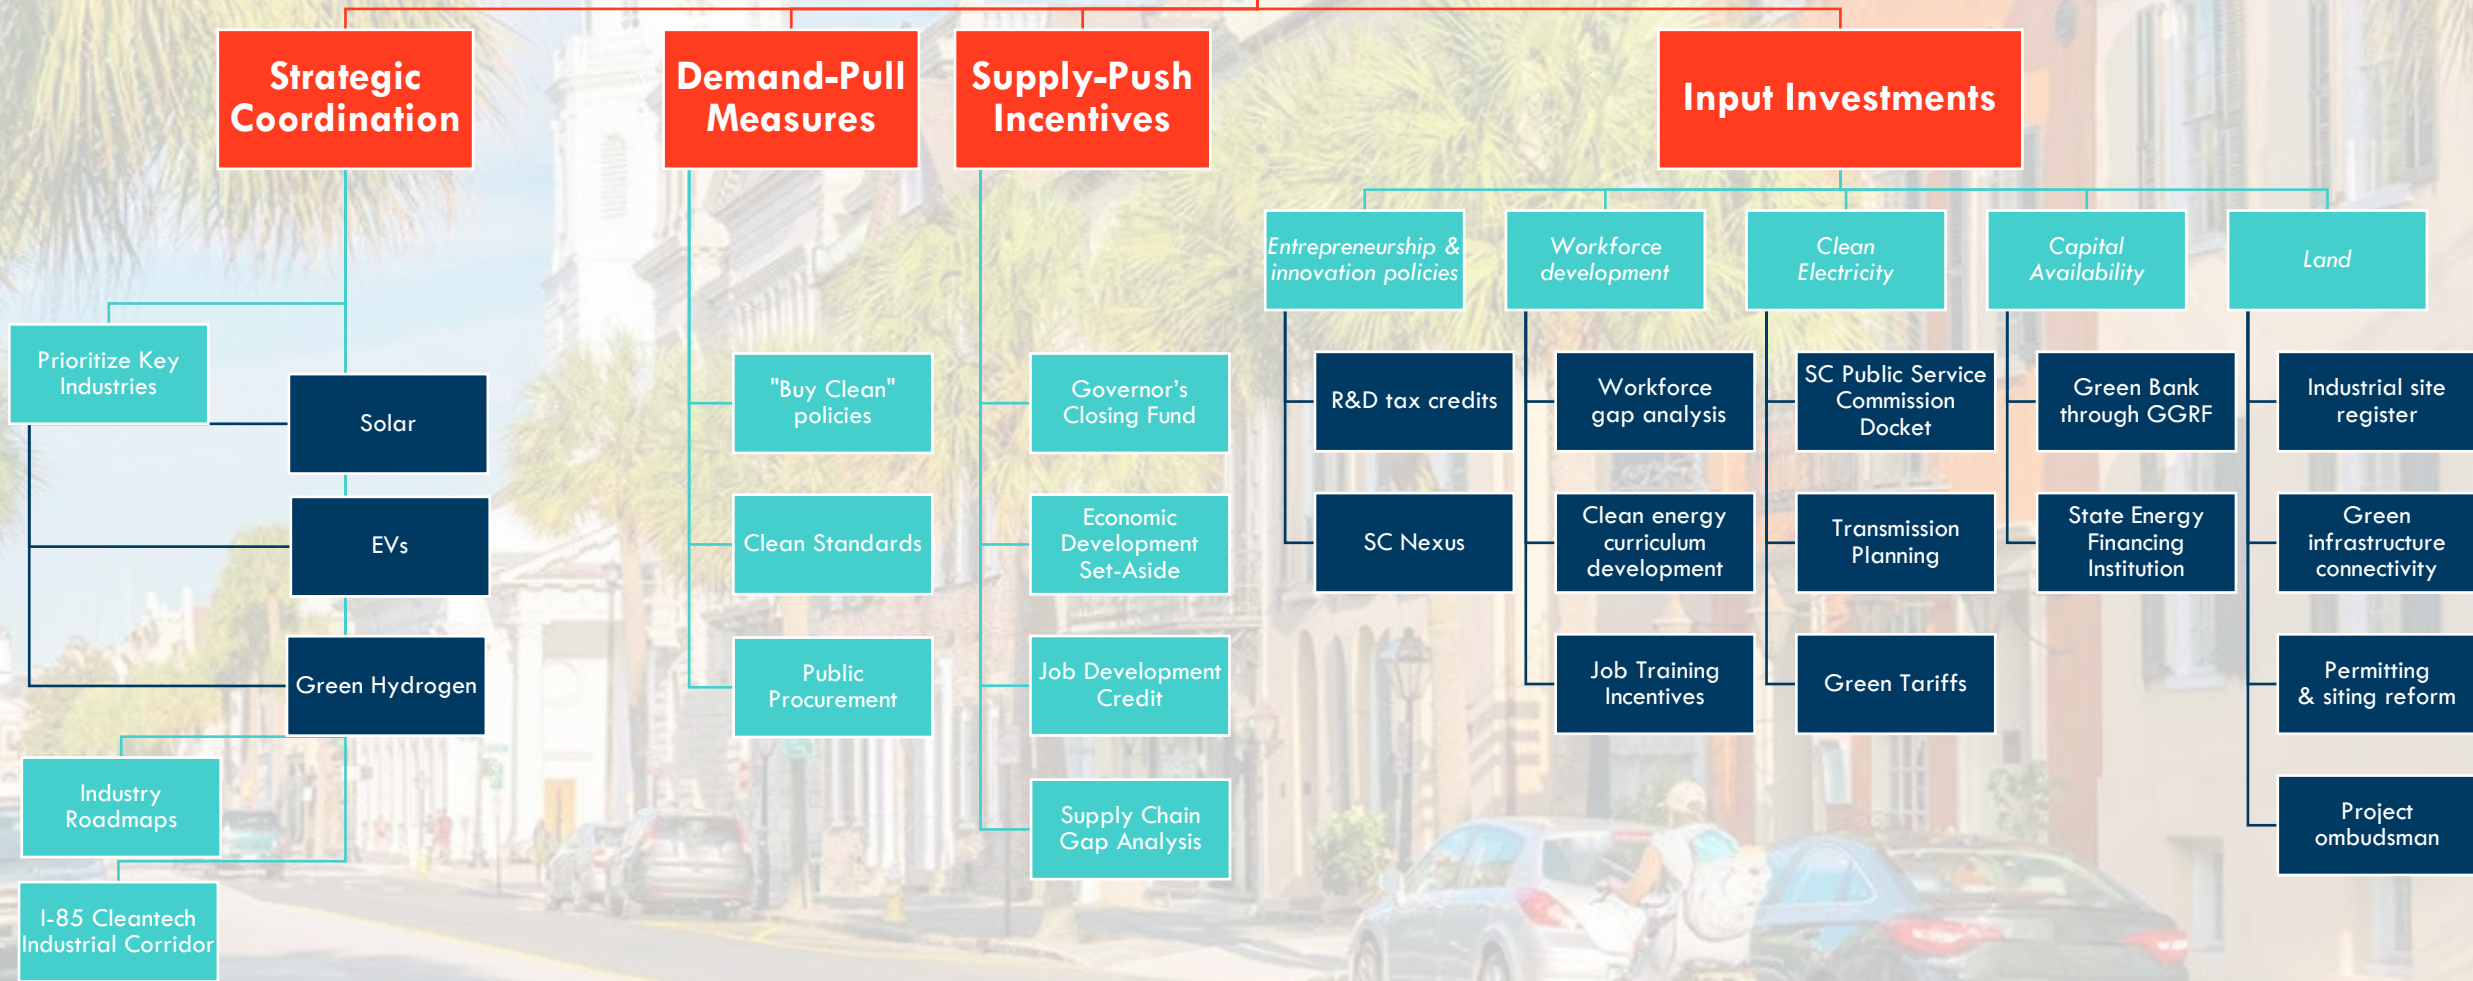 Strategic
Coordination
Demand-Pull
Measures
Supply-Push
Incentives
Input Investments
Prioritize Key
Industries
Solar
EVs
Green Hydrogen
Industry
Roadmaps
I-85 Cleantech
Industrial Corridor
"Buy Clean"
policies
Clean Standards
Public
Procurement
Governor's
Closing Fund
Economic
Development
Set-Aside
Job Development
Credit
Supply Chain
Gap Analysis
Entrepreneurship &
innovation policies
R&D tax credits
SC Nexus
Workforce
development
Workforce
gap analysis
Clean energy
curriculum
development
Job Training
Incentives
Clean
Electricity
SC Public Service
Commission
Docket
Transmission
Planning
Green Tariffs
Capital
Availability
Green Bank
through GGRF
State Energy
Financing
Institution
Land
Industrial site
register
Green
infrastructure
connectivity
Permitting
& siting reform
Project
ombudsman